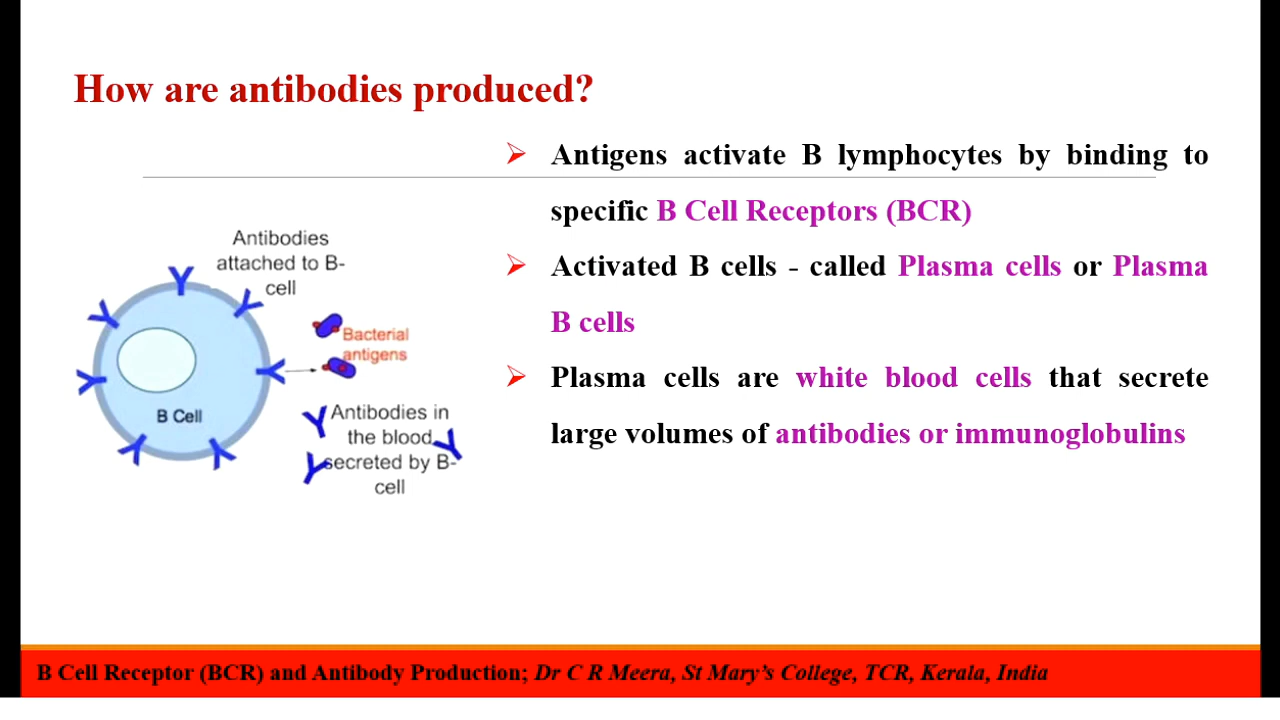 How are antibodies produced?
Antibodies
attached to B-
cell
Bacterial
antigens
B Cell
Antibodies in
the blood
secreted by B-
cell
➢ Antigens activate B lymphocytes by binding to
specific B Cell Receptors (BCR)
➢ Activated B cells - called Plasma cells or Plasma
B cells
➢ Plasma cells are white blood cells that secrete
large volumes of antibodies or immunoglobulins
B Cell Receptor (BCR) and Antibody Production; Dr C R Meera, St Mary's College, TCR, Kerala, India